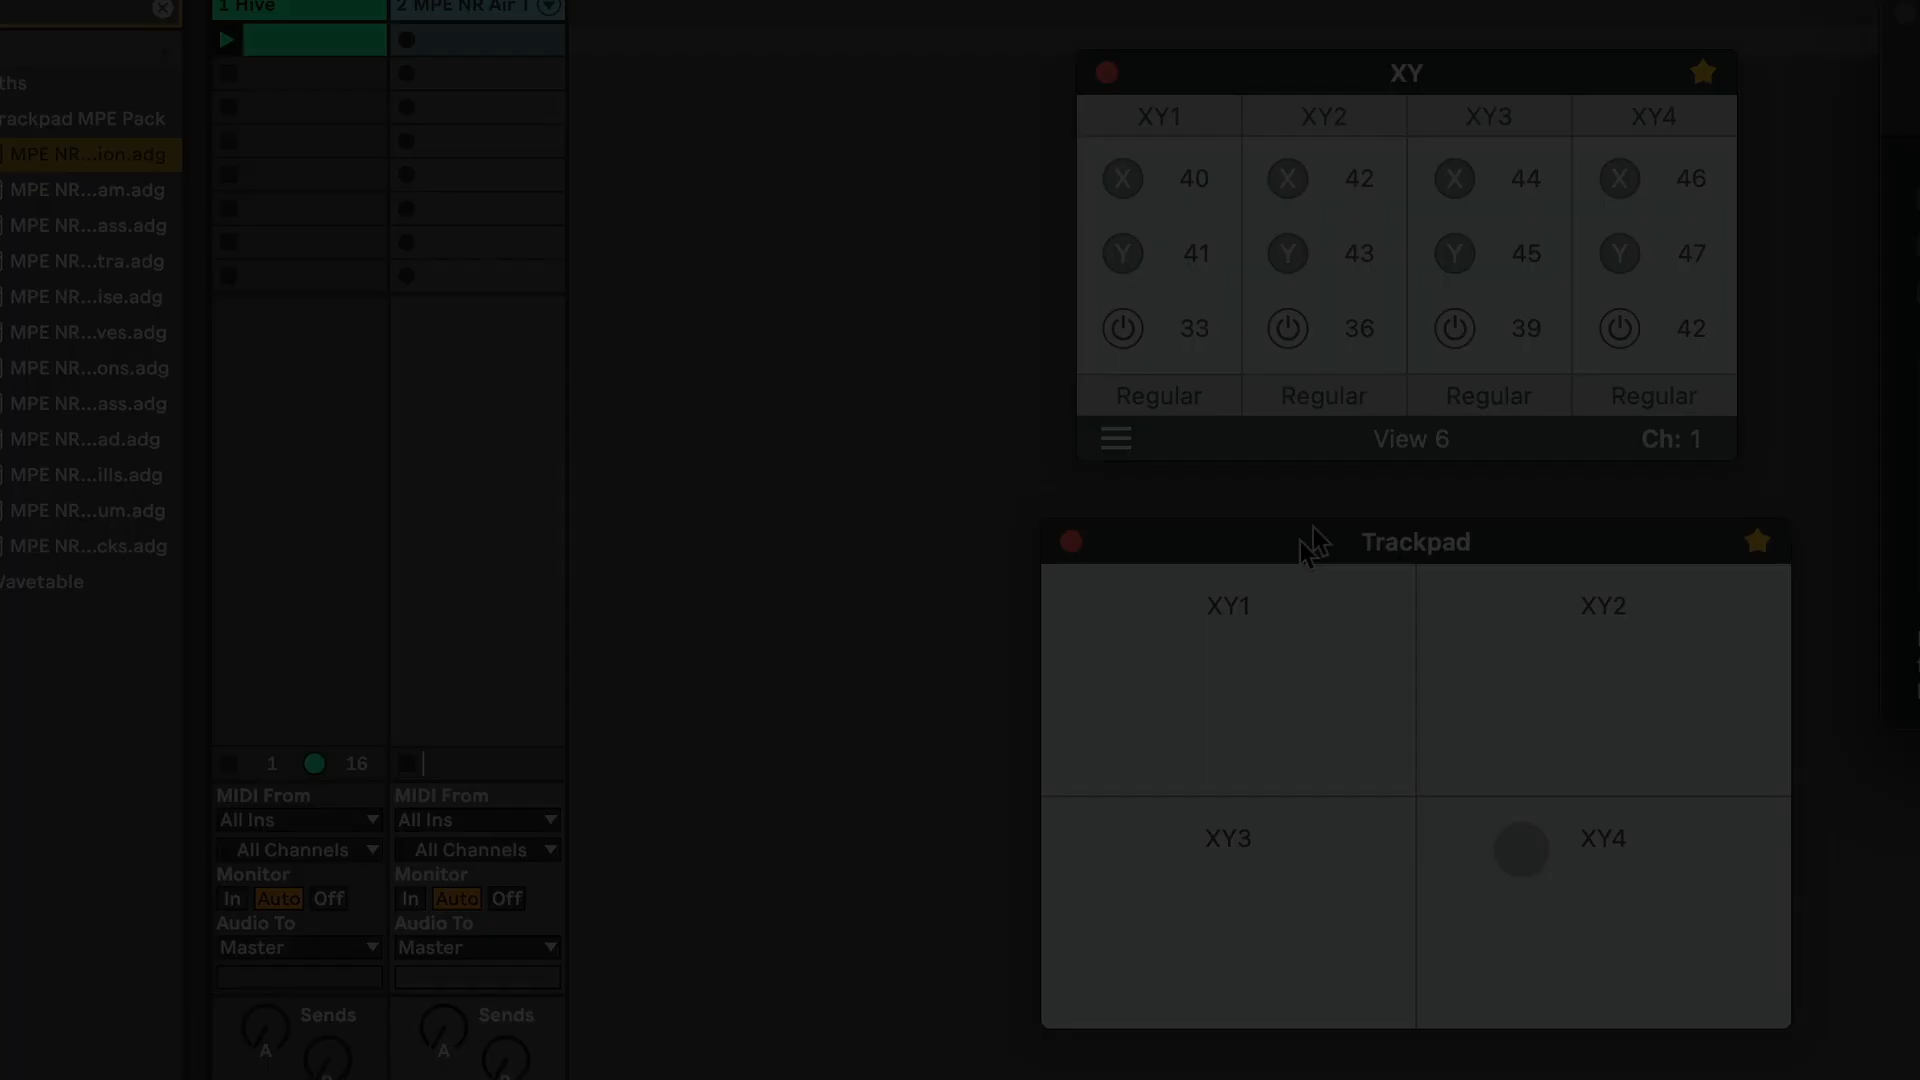 1 Hive
2 MPE NR Air 1
ths
rackpad MPE Pack
MPE NR...ion.adg
MPE NR...am.adg
MPE NR...ass.adg
MPE NR...tra.adg
MPE NR...ise.adg
MPE NR...ves.adg
MPE NR...ons.adg
MPE NR...ass.adg
MPE NR...ad.adg
MPE NR...ills.adg
MPE NR...um.adg
MPE NR...cks.adg
Wavetable
1 16
MIDI From
All Ins
All Channels
Monitor
In Auto Off
Audio To
Master
Sends
A
MIDI From
All Ins
All Channels
Monitor
In Auto Off
Audio To
Master
Sends
A
XY
XY1 XY2 XY3 XY4
X 40 X 42 X 44 X 46
Y 41 Y 43 Y 45 Y 47
33 36 39 42
Regular Regular Regular Regular
View 6 Ch: 1
Trackpad
XY1 XY2
XY3 XY4